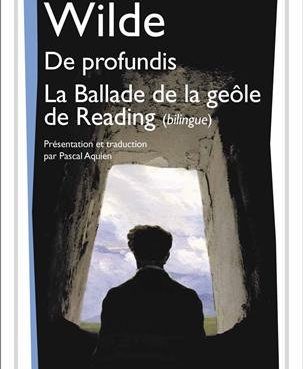 Wilde
De profundis
La Ballade de la geôle
de Reading (bilingue)
Présentation et traduction
par Pascal Aquien